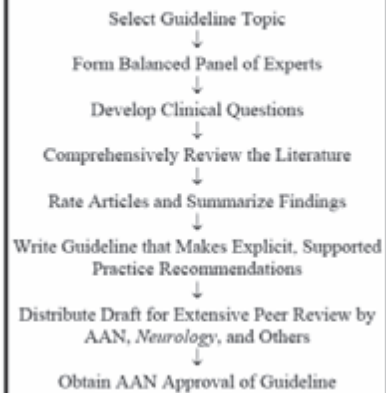 Select Guideline Topic
↓
Form Balanced Panel of Experts
↓
Develop Clinical Questions
↓
Comprehensively Review the Literature
↓
Rate Articles and Summarize Findings
↓
Write Guideline that Makes Explicit, Supported
Practice Recommendations
↓
Distribute Draft for Extensive Peer Review by
AAN, Neurology, and Others
↓
Obtain AAN Approval of Guideline